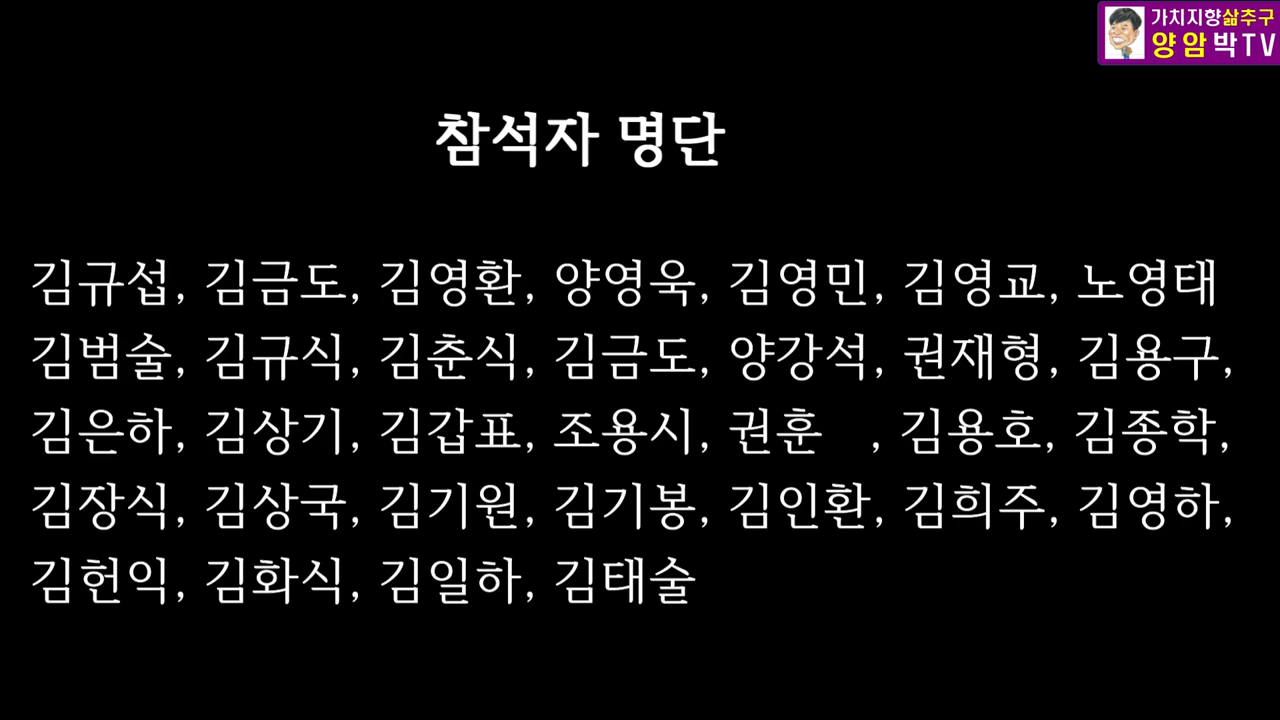 가치지향삶추구
양암박TV
참석자 명단
김규섭, 김금도, 김영환, 양영욱, 김영민, 김영교, 노영태
김범술, 김규식, 김춘식, 김금도, 양강석, 권재형, 김용구,
김은하, 김상기, 김갑표, 조용시, 권훈 , 김용호, 김종학,
김장식, 김상국, 김기원, 김기봉, 김인환, 김희주, 김영하,
김헌익, 김화식, 김일하, 김태술